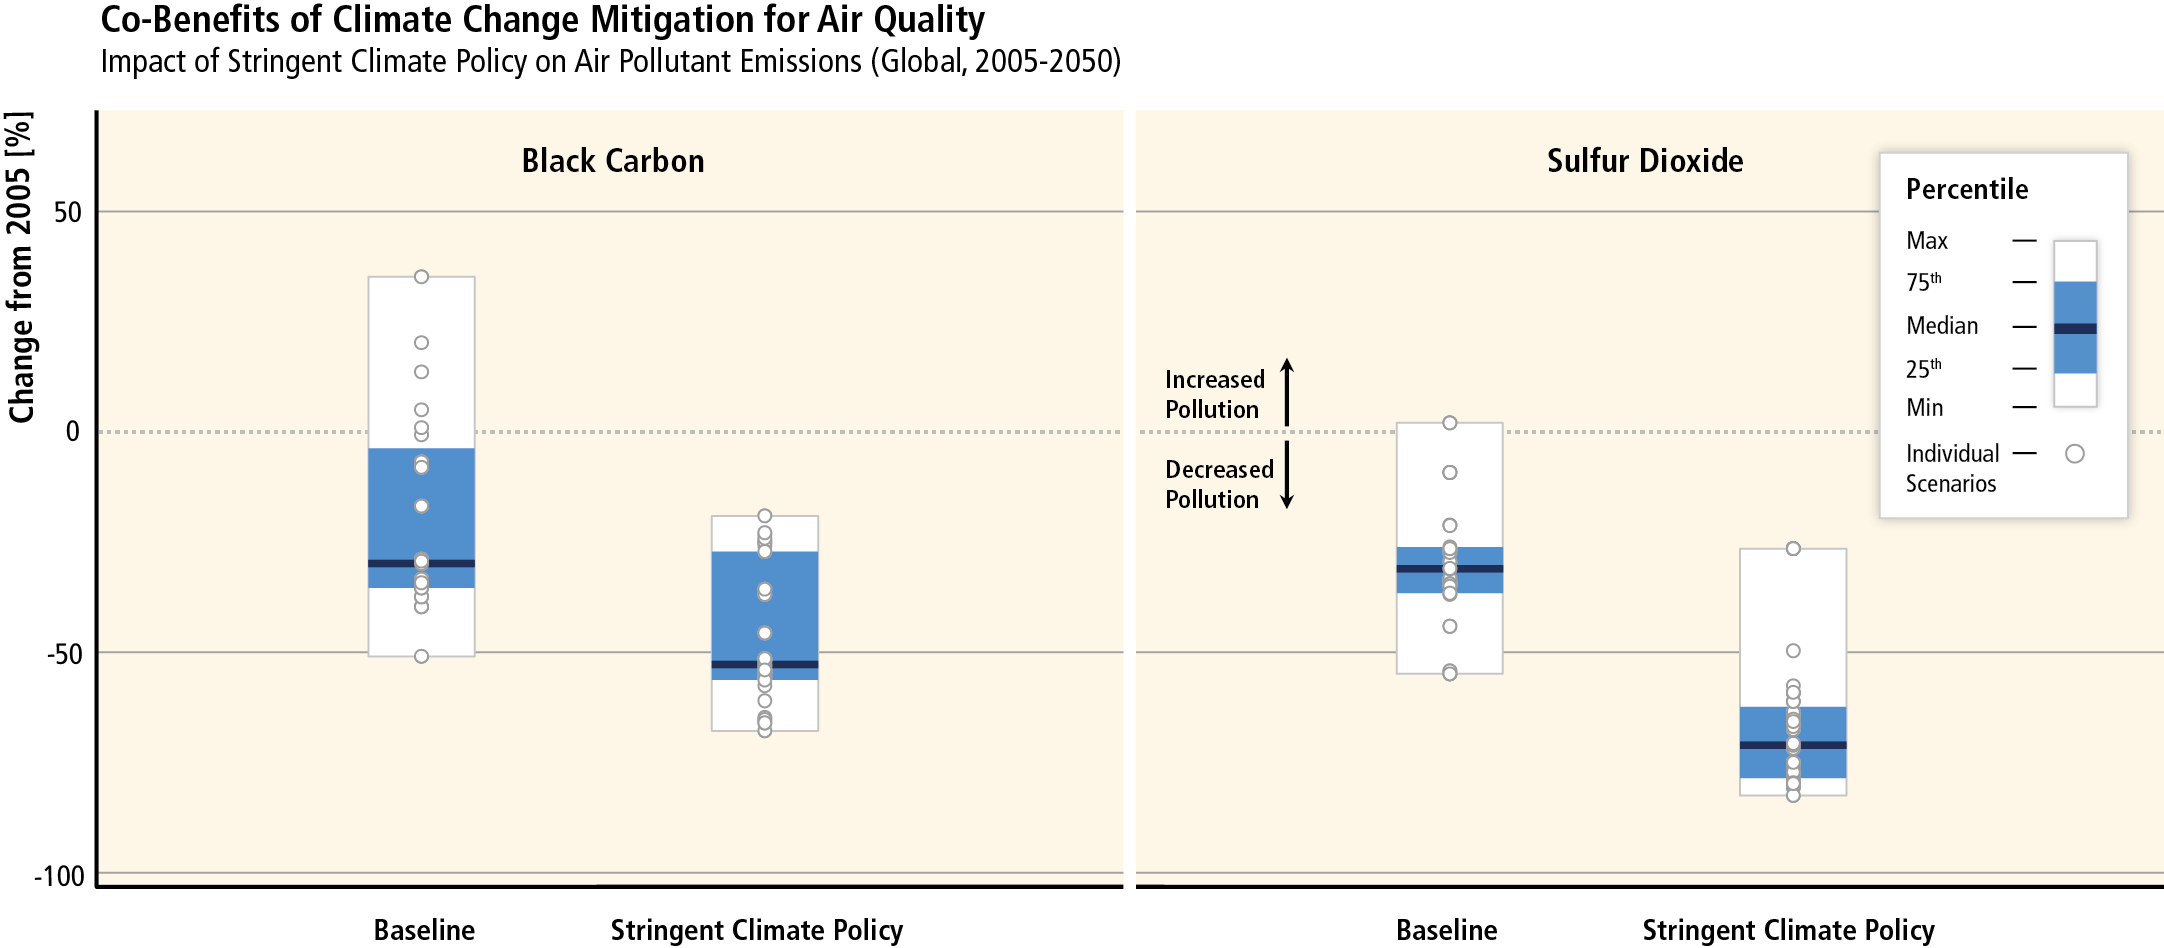 Co-Benefits of Climate Change Mitigation for Air Quality
Impact of Stringent Climate Policy on Air Pollutant Emissions (Global, 2005-2050)
Change from 2005 [%]
50
0
-50
-100
Black Carbon
Baseline
Stringent Climate Policy
Sulfur Dioxide
Increased
Pollution
Decreased
Pollution
Baseline
Stringent Climate Policy
Percentile
Max
75th
Median
25th
Min
Individual
Scenarios